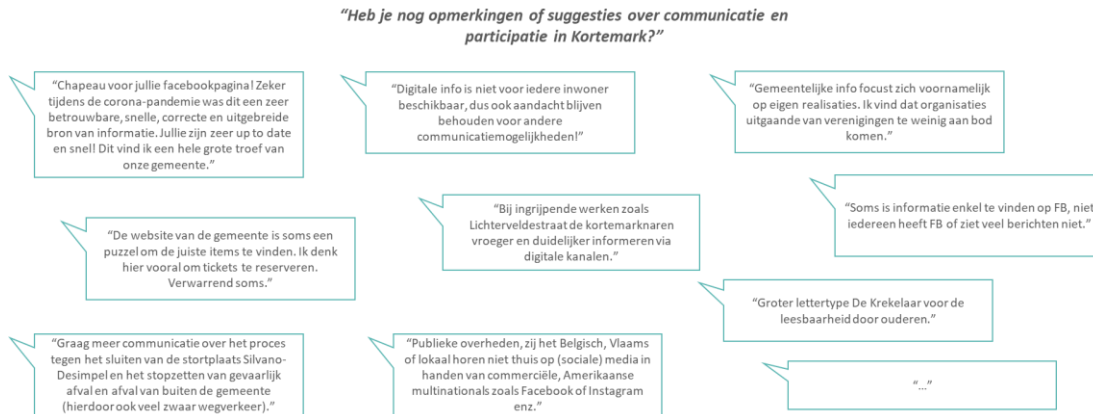 “Heb je nog opmerkingen of suggesties over communicatie en
participatie in Kortemark?”
“Chapeau voor jullie facebookpagina! Zeker
tijdens de corona-pandemie was dit een zeer
betrouwbare, snelle, correcte en uitgebreide
bron van informatie. Jullie zijn zeer up to date
en snel! Dit vind ik een hele grote troef van
onze gemeente.”
“Digitale info is niet voor iedere inwoner
beschikbaar, dus ook aandacht blijven
behouden voor andere
communicatiemogelijkheden!”
“Gemeentelijke info focust zich voornamelijk
op eigen realisaties. Ik vind dat organisaties
uitgaande van verenigingen te weinig aan bod
komen.”
“De website van de gemeente is soms een
puzzel om de juiste items te vinden. Ik denk
hier vooral om tickets te reserveren.
Verwarrend soms.”
“Bij ingrijpende werken zoals
Lichterveldestraat de kortemarknaren
vroeger en duidelijker informeren via
digitale kanalen.”
“Soms is informatie enkel te vinden op FB, niet
iedereen heeft FB of ziet veel berichten niet.”
“Groter lettertype De Krekelaar voor de
leesbaarheid door ouderen.”
“Graag meer communicatie over het proces
tegen het sluiten van de stortplaats Silvano-
Desimpel en het stopzetten van gevaarlijk
afval en afval van buiten de gemeente
(hierdoor ook veel zwaar wegverkeer).”
“Publieke overheden, zij het Belgisch, Vlaams
of lokaal horen niet thuis op (sociale) media in
handen van commerciële, Amerikaanse
multinationals zoals Facebook of Instagram
enz.”
“...”